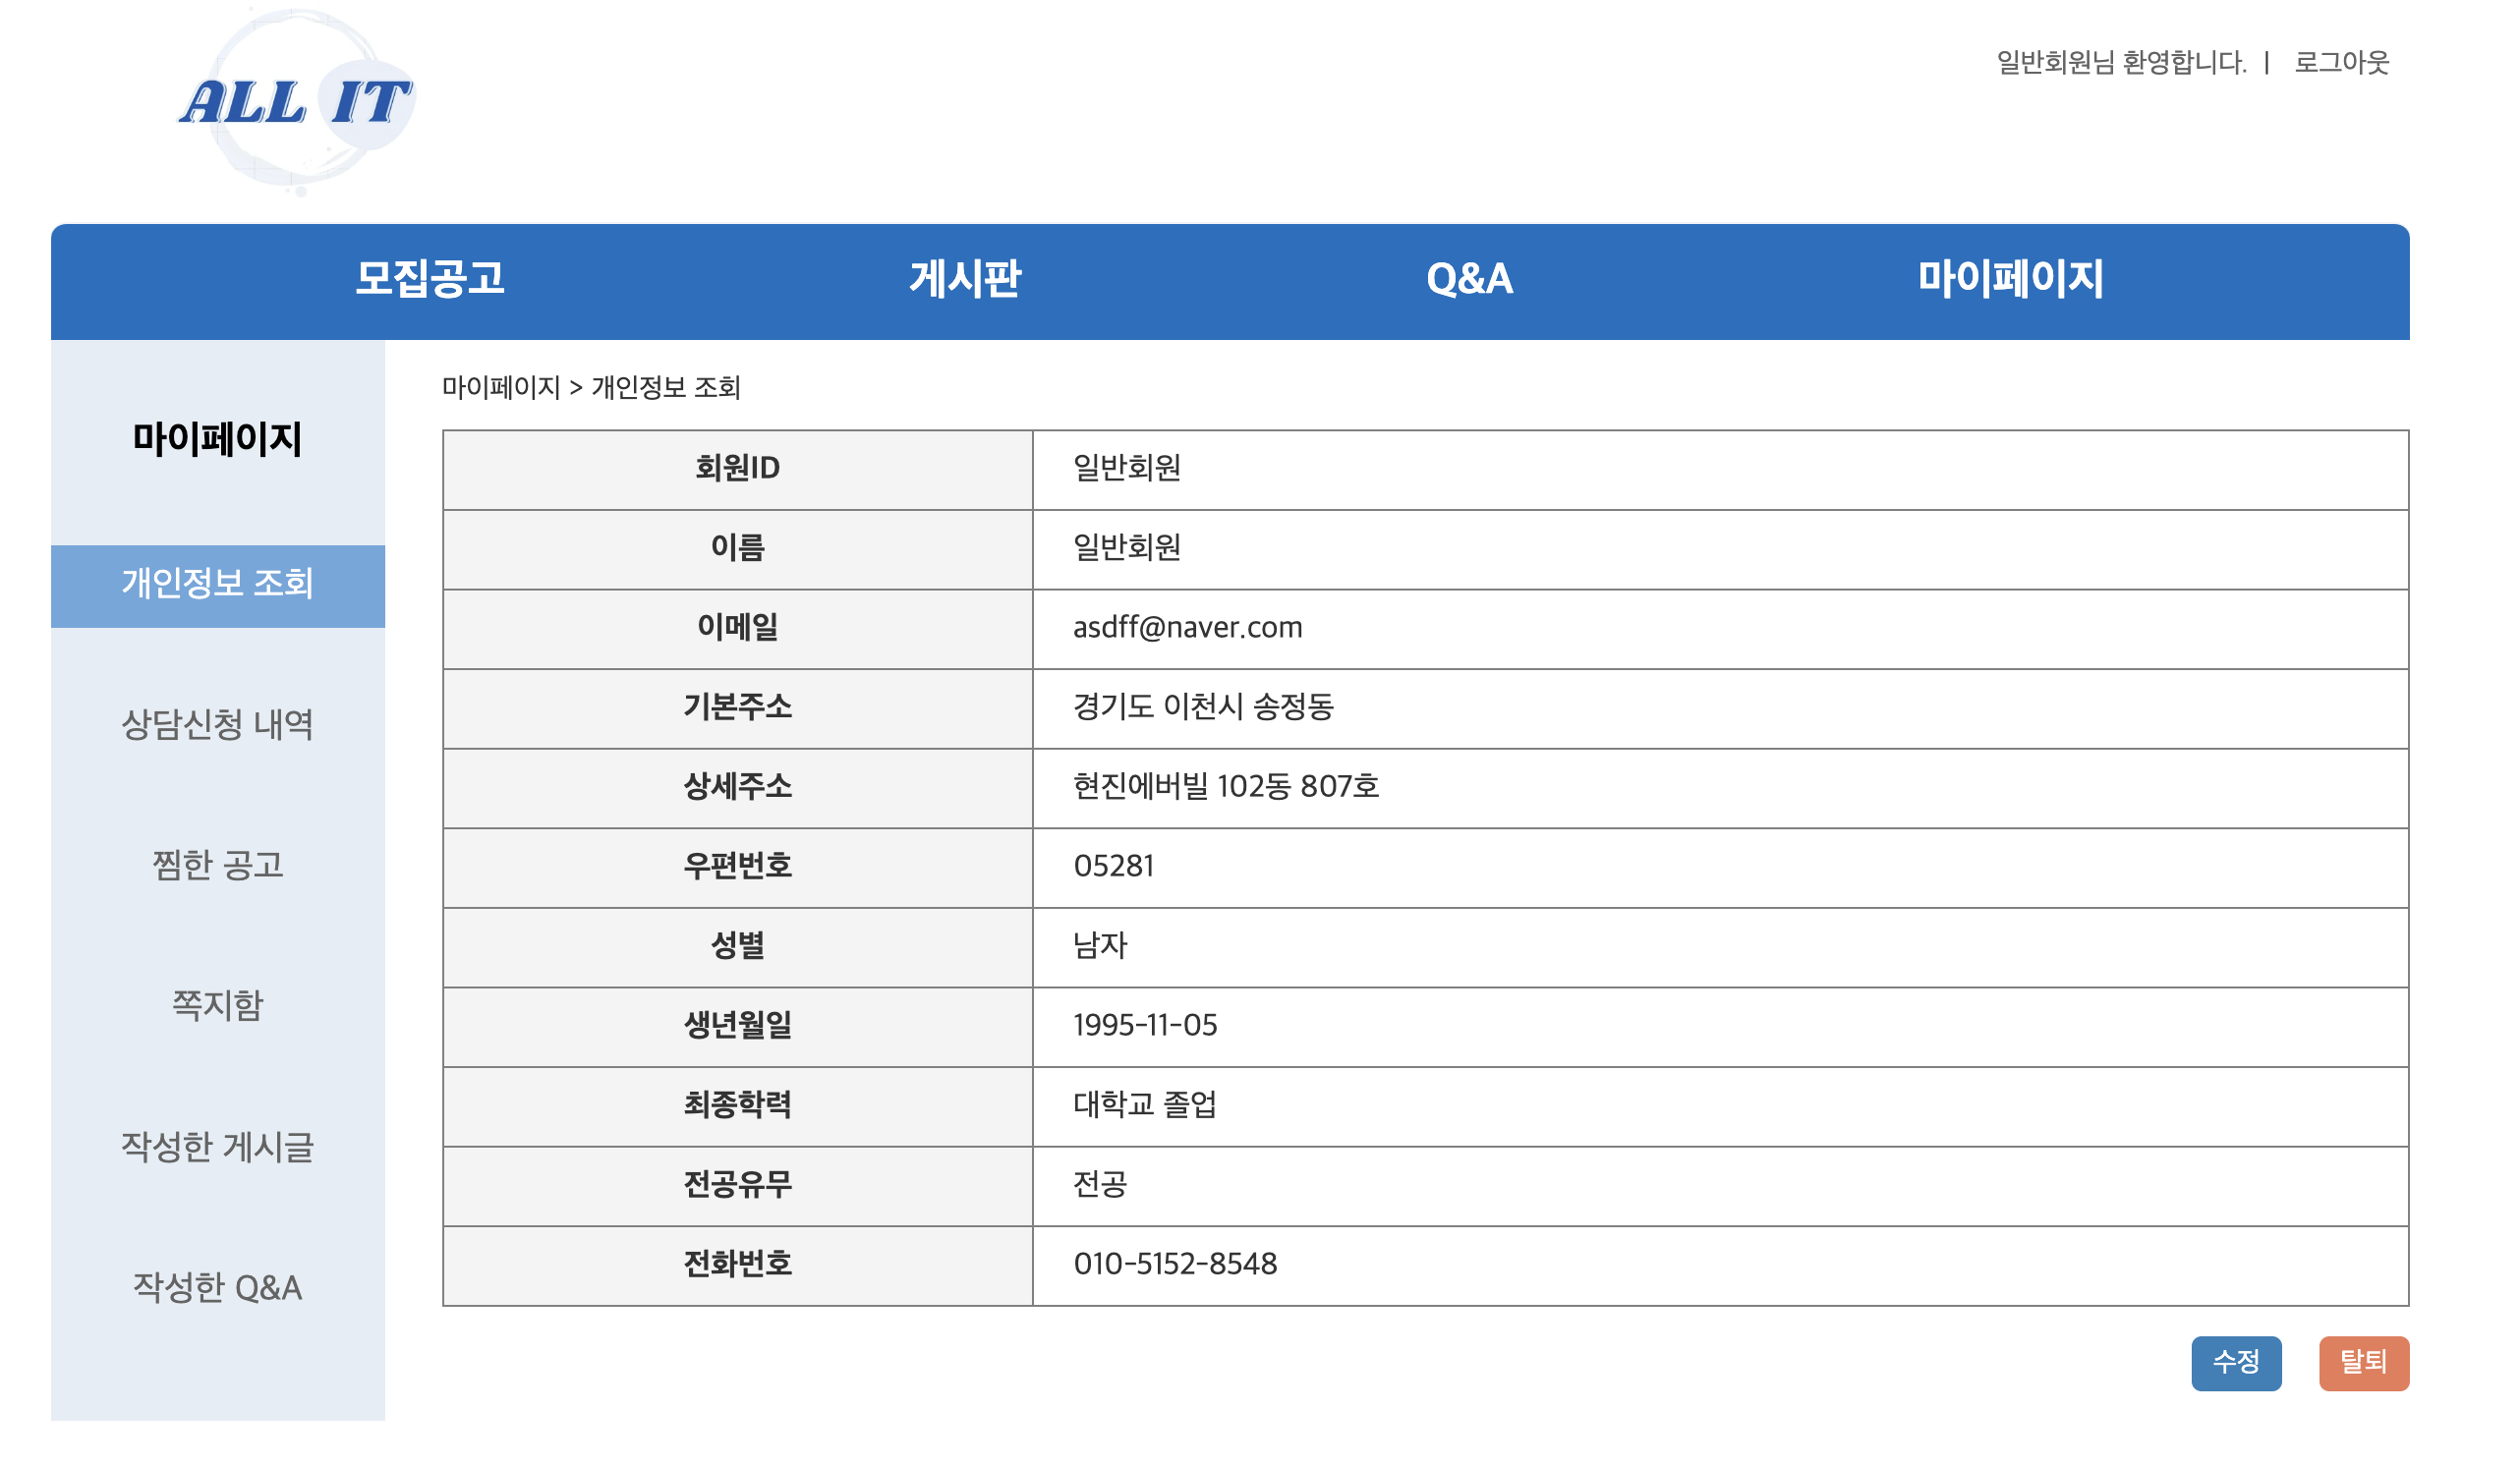 ALL IT
일반회원님 환영합니다. | 로그아웃
모집공고 게시판 Q&A 마이페이지
마이페이지
개인정보 조회
상담신청 내역
찜한 공고
쪽지함
작성한 게시글
작성한 Q&A
마이페이지 > 개인정보 조회
회원ID 일반회원
이름 일반회원
이메일 asdff@naver.com
기본주소 경기도 이천시 송정동
상세주소 현진에버빌 102동 807호
우편번호 05281
성별 남자
생년월일 1995-11-05
최종학력 대학교 졸업
전공유무 전공
전화번호 010-5152-8548
수정 탈퇴